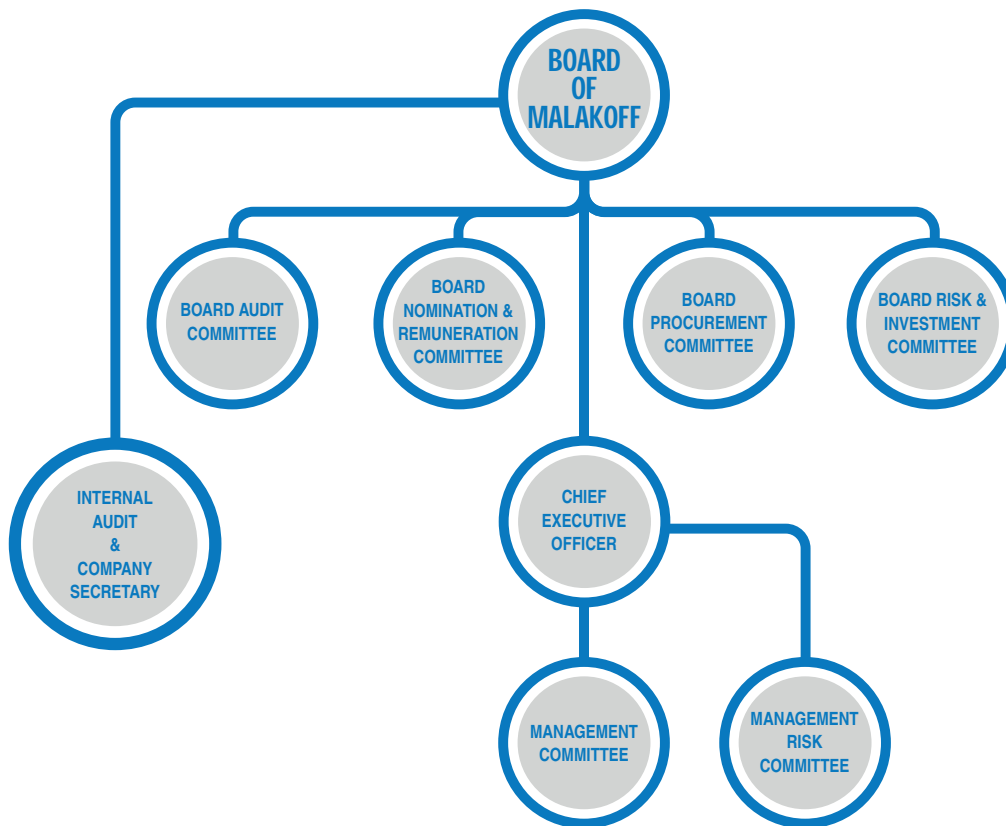 BOARD
OF
MALAKOFF
BOARD AUDIT
COMMITTEE
BOARD
NOMINATION &
REMUNERATION
COMMITTEE
BOARD
PROCUREMENT
COMMITTEE
BOARD RISK &
INVESTMENT
COMMITTEE
INTERNAL
AUDIT
&
COMPANY
SECRETARY
CHIEF
EXECUTIVE
OFFICER
MANAGEMENT
COMMITTEE
MANAGEMENT
RISK
COMMITTEE